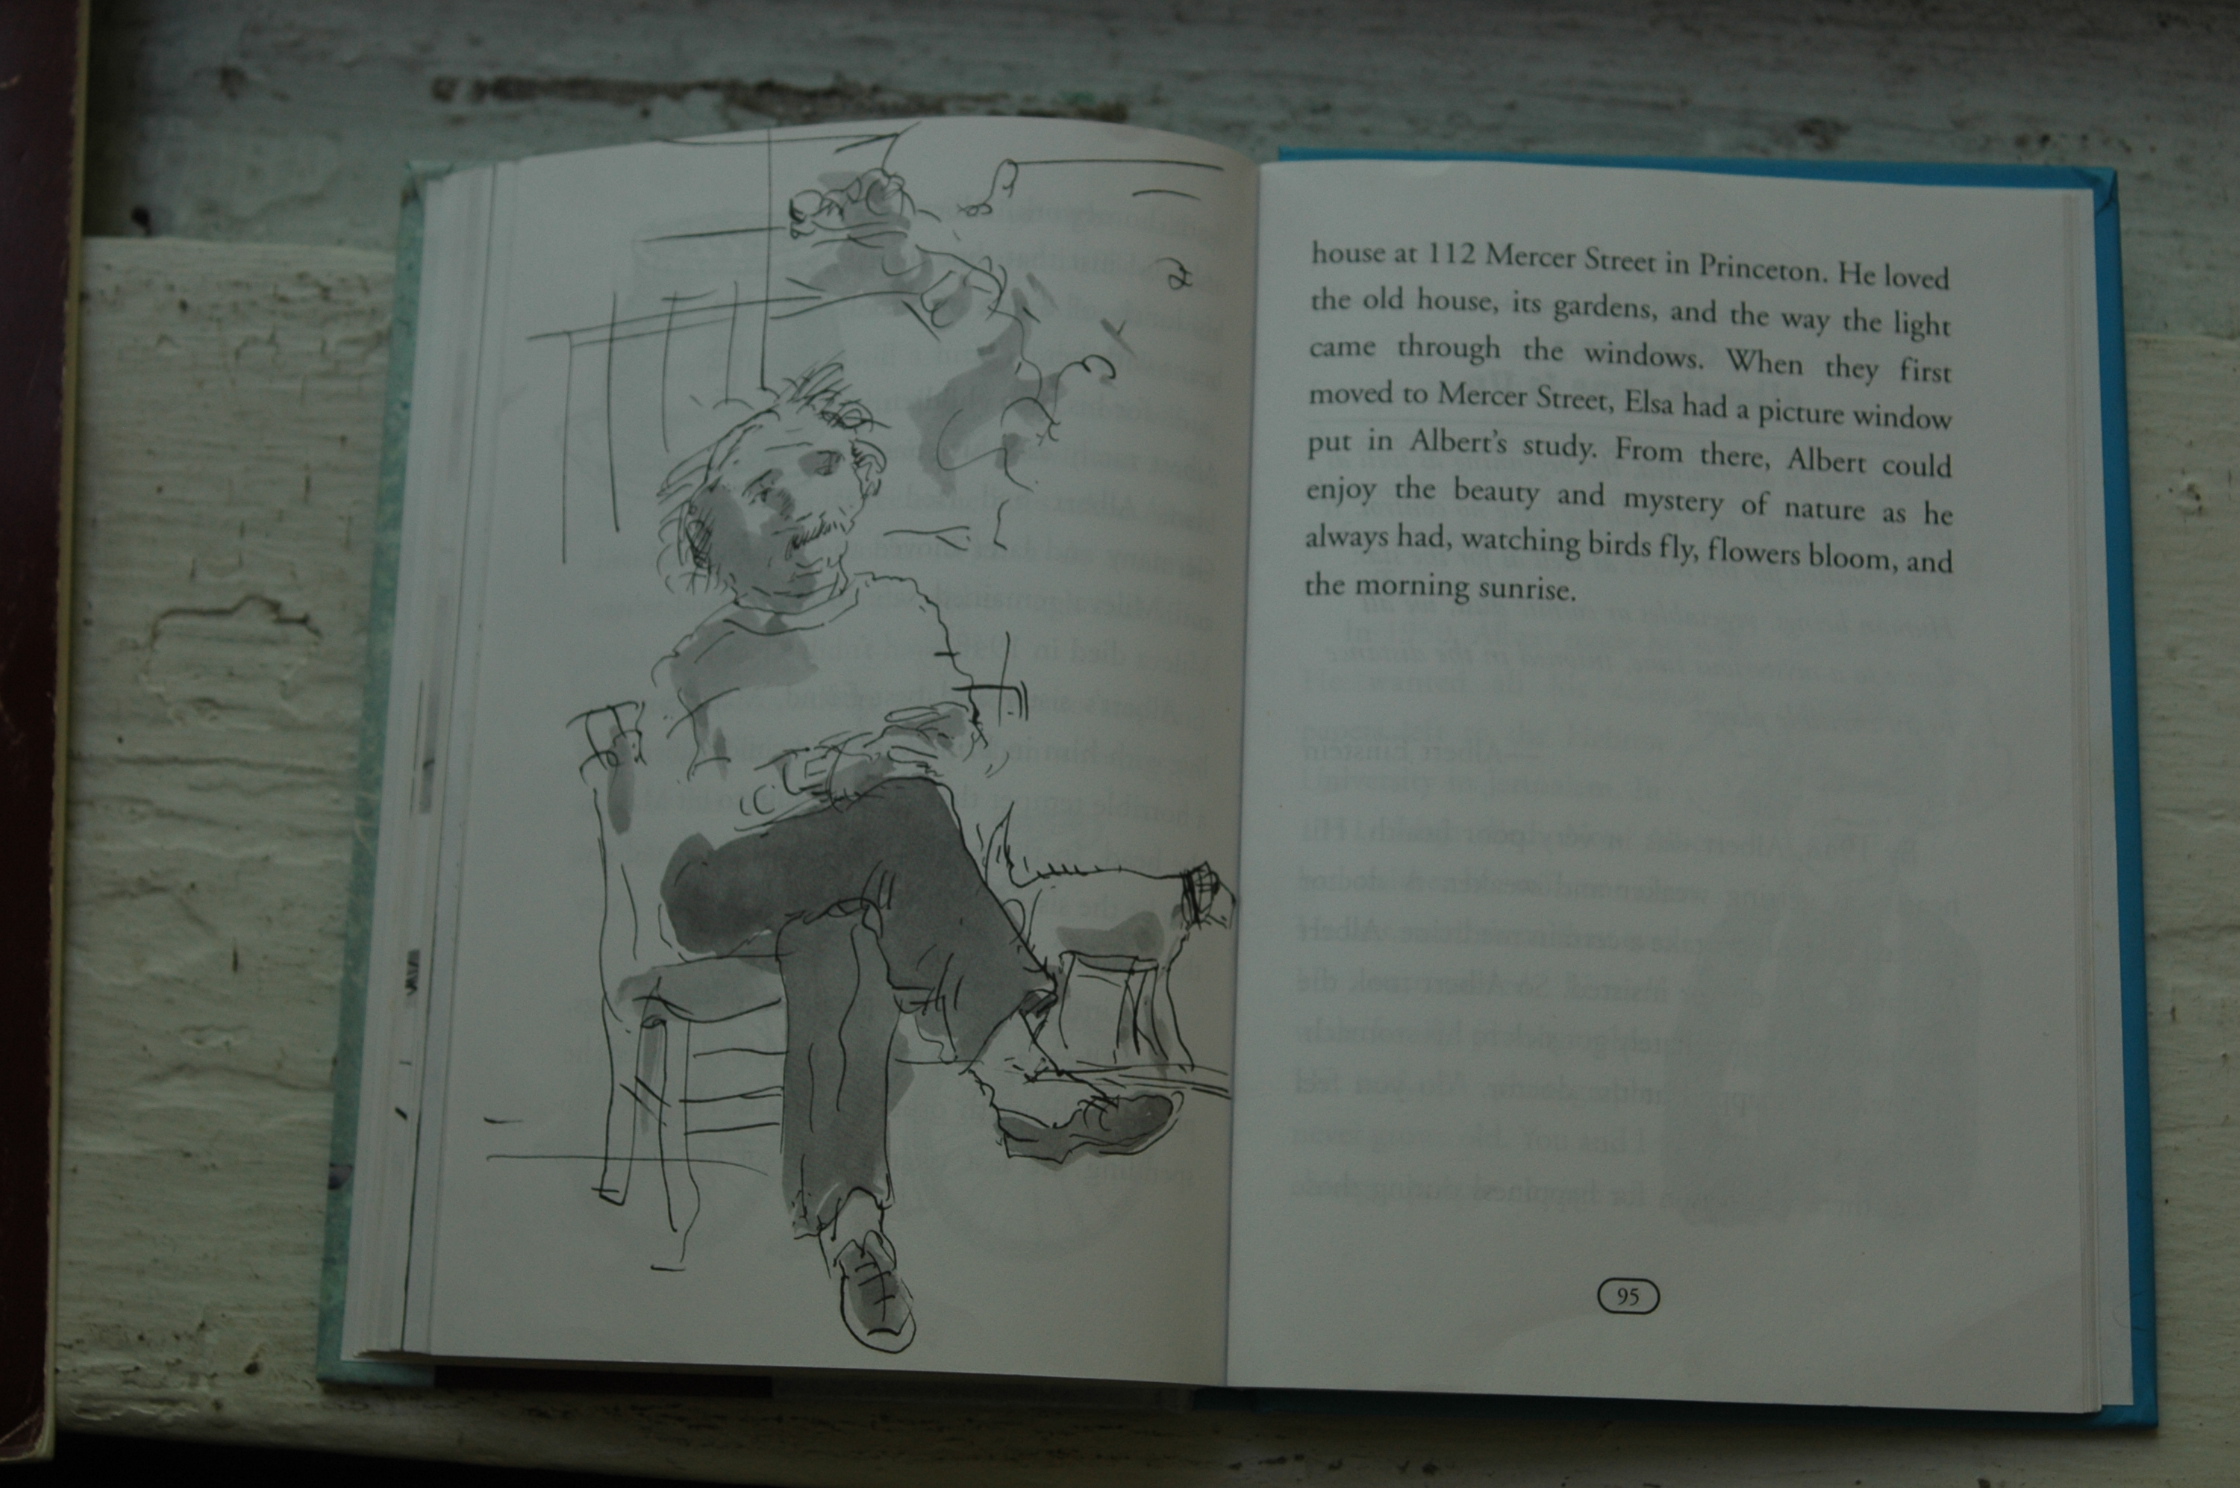 house at 112 Mercer Street in Princeton. He loved
the old house, its gardens, and the way the light
came through the windows. When they first
moved to Mercer Street, Elsa had a picture window
put in Albert's study. From there, Albert could
enjoy the beauty and mystery of nature as he
always had, watching birds fly, flowers bloom, and
the morning sunrise.
95